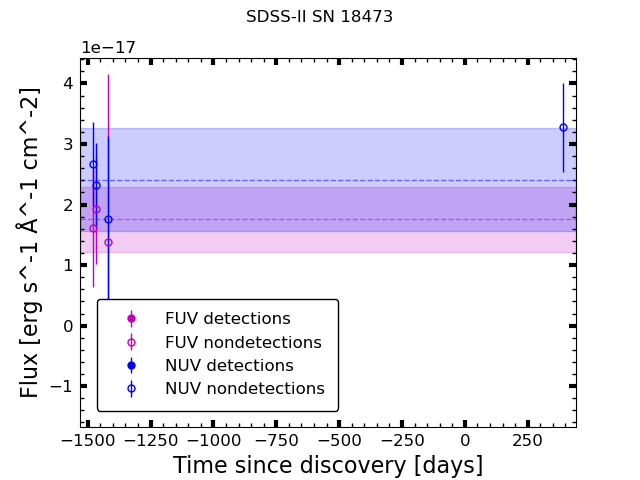 SDSS-II SN 18473
1e−17
4
3
2
1
0
−1
Flux [erg s^-1 Å^-1 cm^-2]
FUV detections
FUV nondetections
NUV detections
NUV nondetections
−1500 −1250 −1000 −750 −500 −250 0 250
Time since discovery [days]